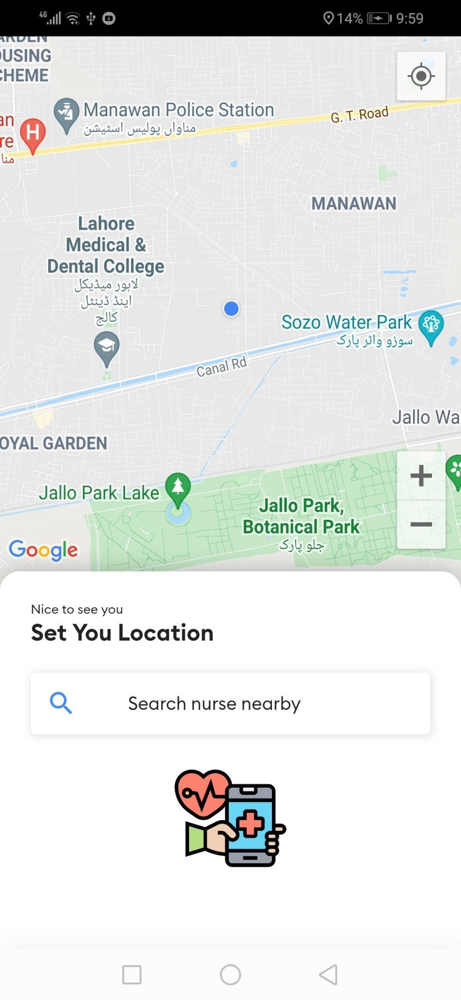 4G
14%
9:59
ARDEN
OUSING
CHEME
Manawan Police Station
مناواں پولیس اسٹیشن
G. T. Road
an
re
منا
H
MANAWAN
Lahore
Medical &
Dental College
لاہور میڈیکل
اینڈ ڈینٹل
کالج
Sozo Water Park
سوزو واٹر پارک
Canal Rd
Jallo Wa
OYAL GARDEN
Jallo Park Lake
Jallo Park,
Botanical Park
جلو پارک
Google
Nice to see you
Set You Location
Search nurse nearby